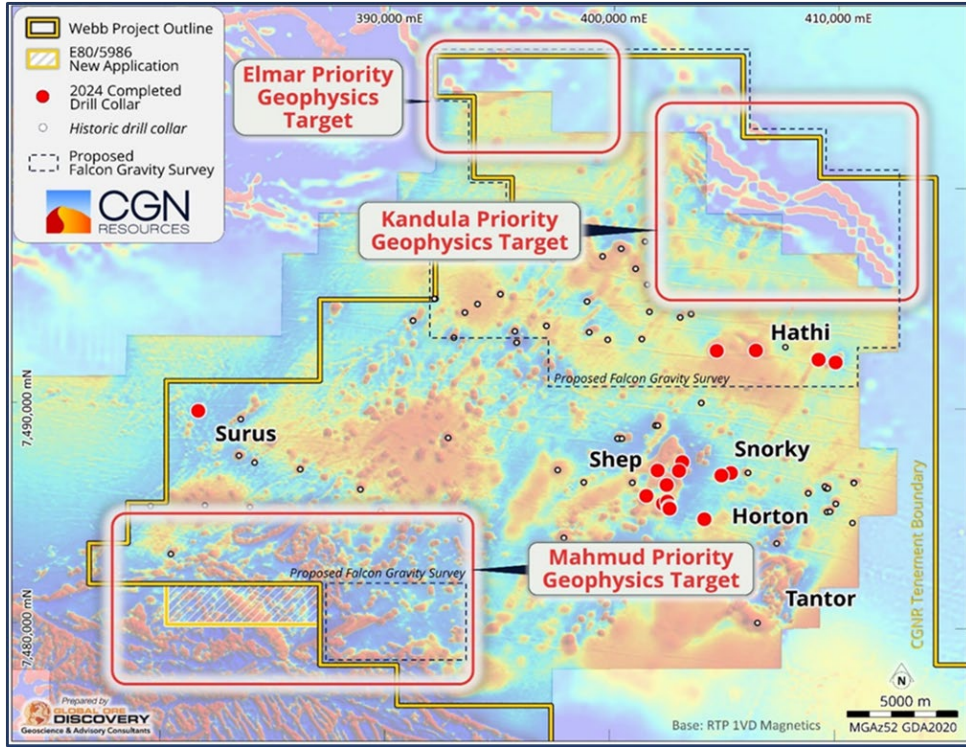 390,000 mE
400,000 mE
410,000 mE
Webb Project Outline
E80/5986
New Application
2024 Completed
Drill Collar
Historic drill collar
Proposed
Falcon Gravity Survey
CGN
RESOURCES
Elmar Priority
Geophysics
Target
Kandula Priority
Geophysics Target
Hathi
Proposed Falcon Gravity Survey
7,490,000 mN
Surus
Shep
Snorky
Horton
Mahmud Priority
Geophysics Target
Proposed Falcon Gravity Survey
Tantor
7,480,000 mN
CGNR Tenement Boundary
N
5000 m
MGAz52 GDA2020
Base: RTP 1VD Magnetics
Prepared by
GLOBAL ORE
DISCOVERY
Geoscience & Advisory Consultants